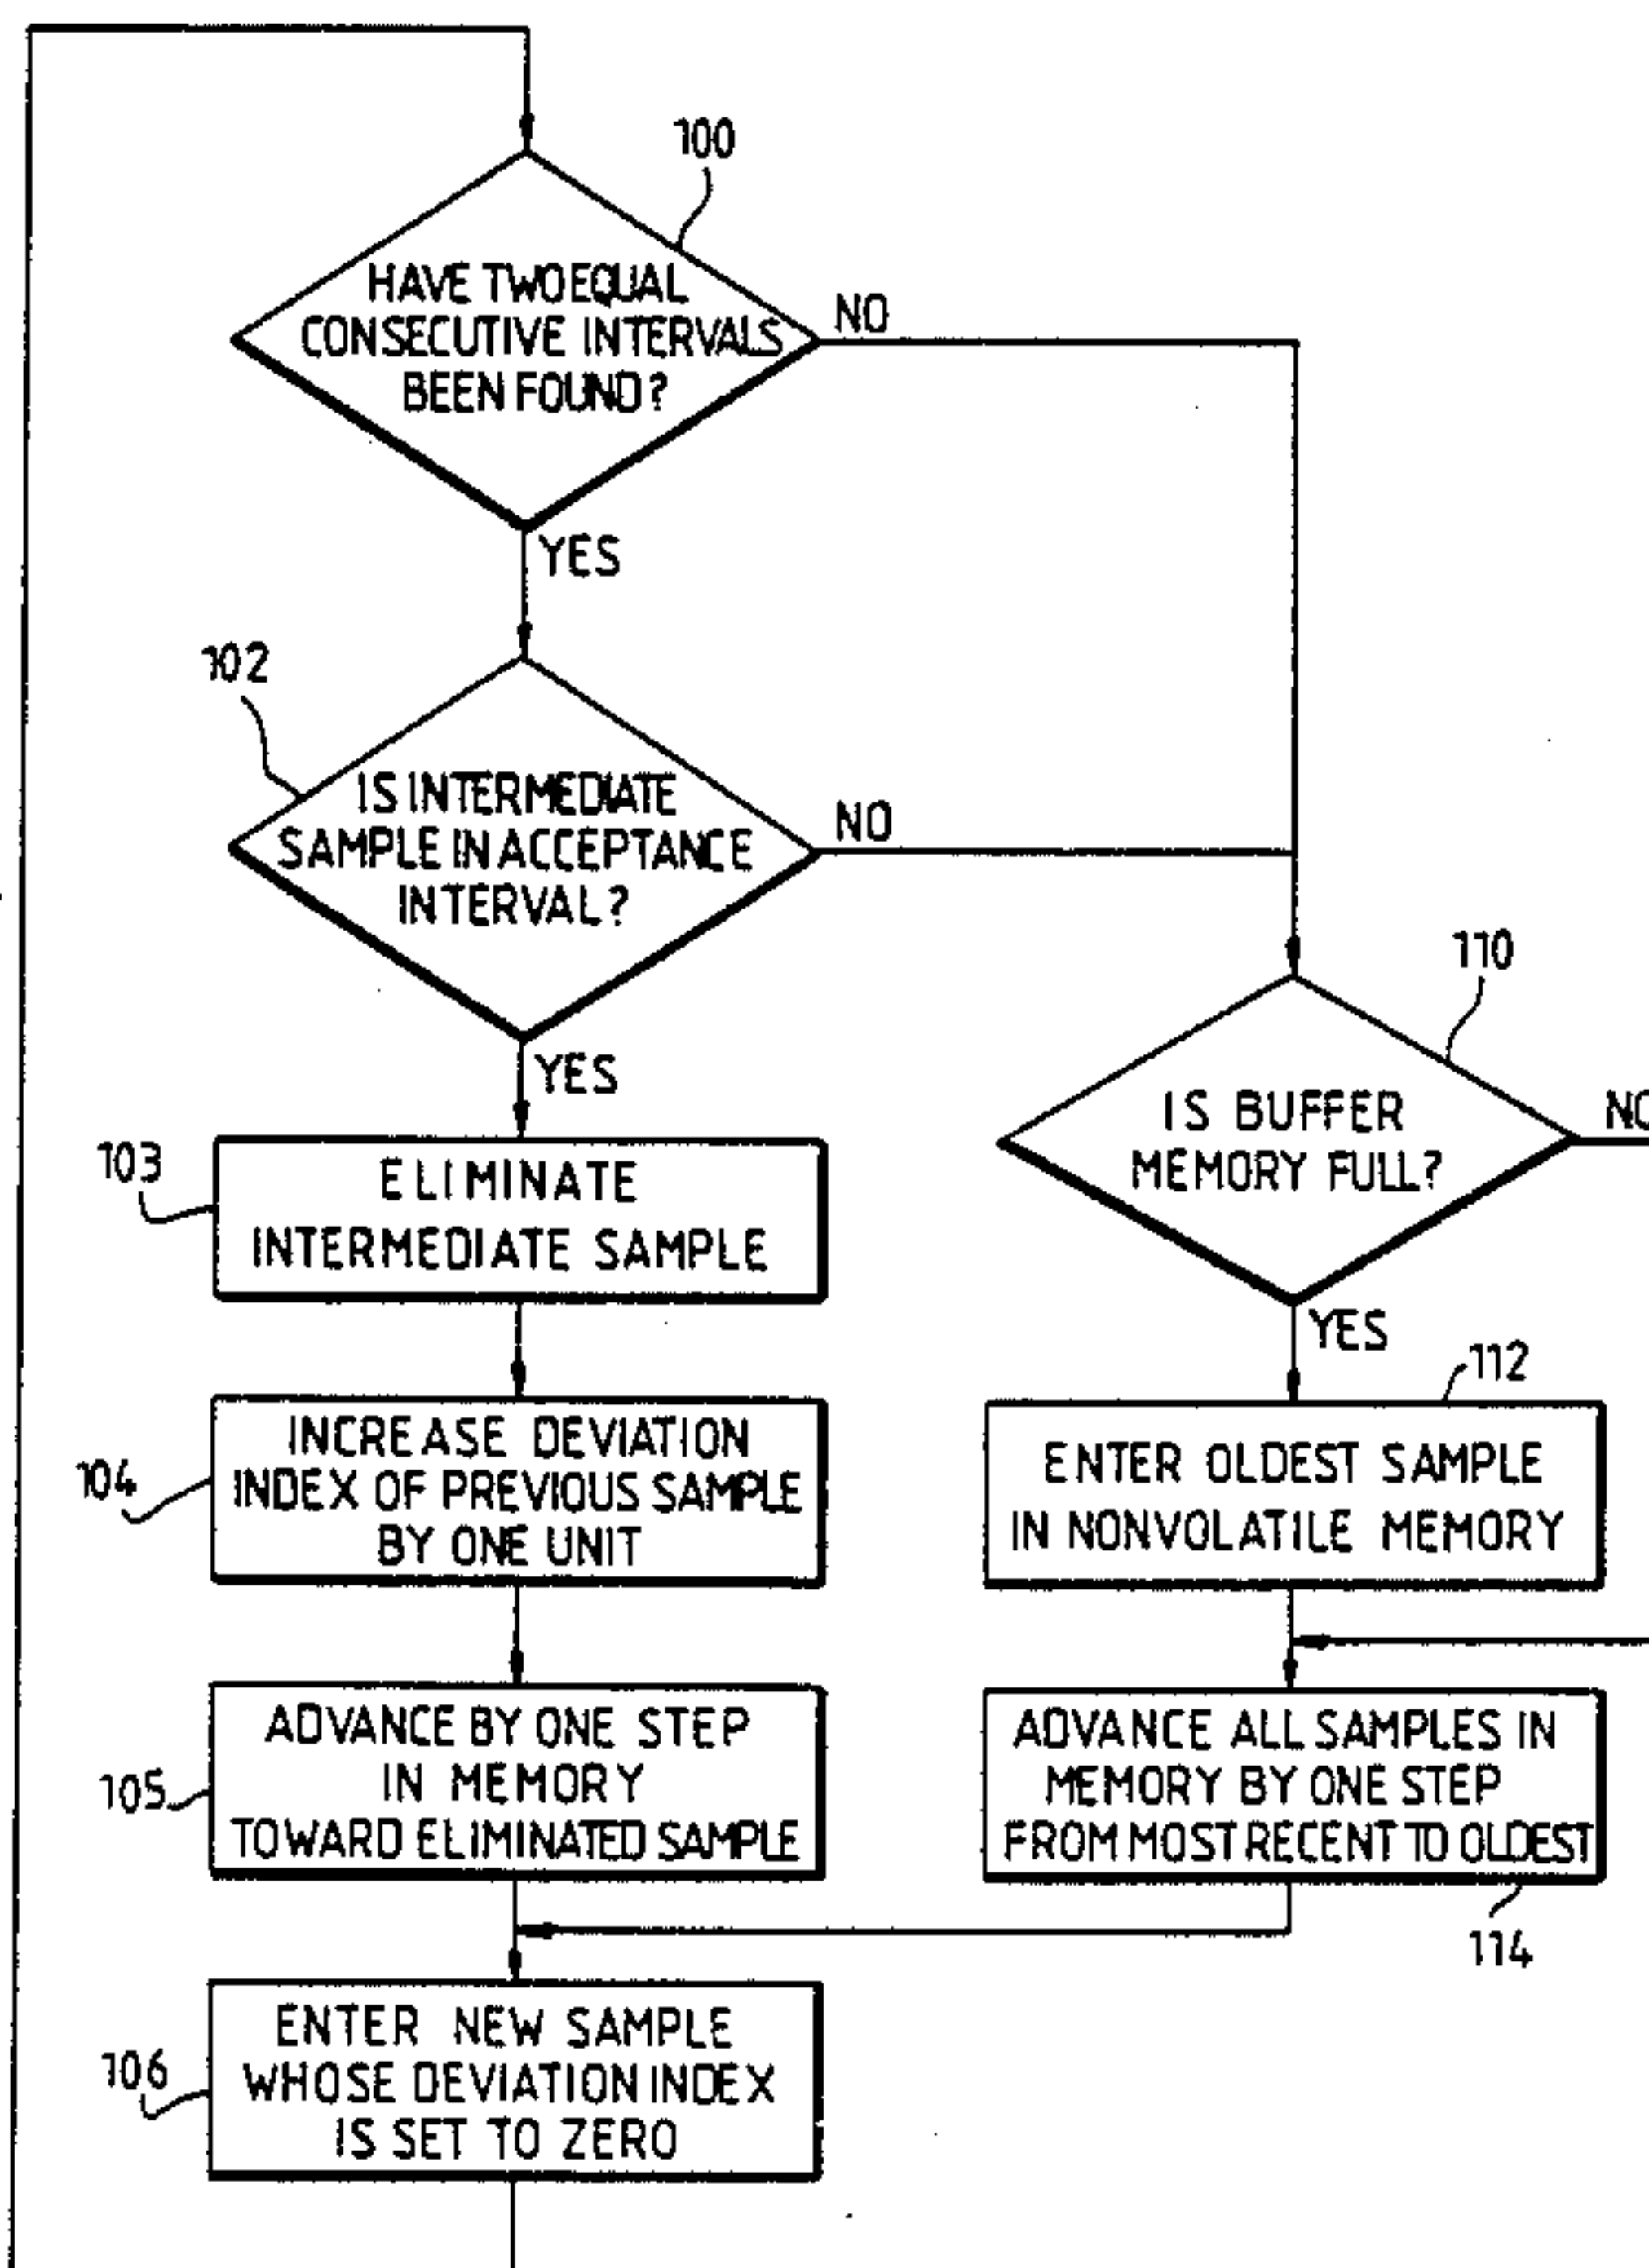 100
HAVE TWO EQUAL
CONSECUTIVE INTERVALS
BEEN FOUND?
NO
YES
102
IS INTERMEDIATE
SAMPLE IN ACCEPTANCE
INTERVAL?
NO
YES
110
IS BUFFER
MEMORY FULL?
NO
YES
103
ELIMINATE
INTERMEDIATE SAMPLE
104
INCREASE DEVIATION
INDEX OF PREVIOUS SAMPLE
BY ONE UNIT
112
ENTER OLDEST SAMPLE
IN NONVOLATILE MEMORY
105
ADVANCE BY ONE STEP
IN MEMORY
TOWARD ELIMINATED SAMPLE
ADVANCE ALL SAMPLES IN
MEMORY BY ONE STEP
FROM MOST RECENT TO OLDEST
114
106
ENTER NEW SAMPLE
WHOSE DEVIATION INDEX
IS SET TO ZERO